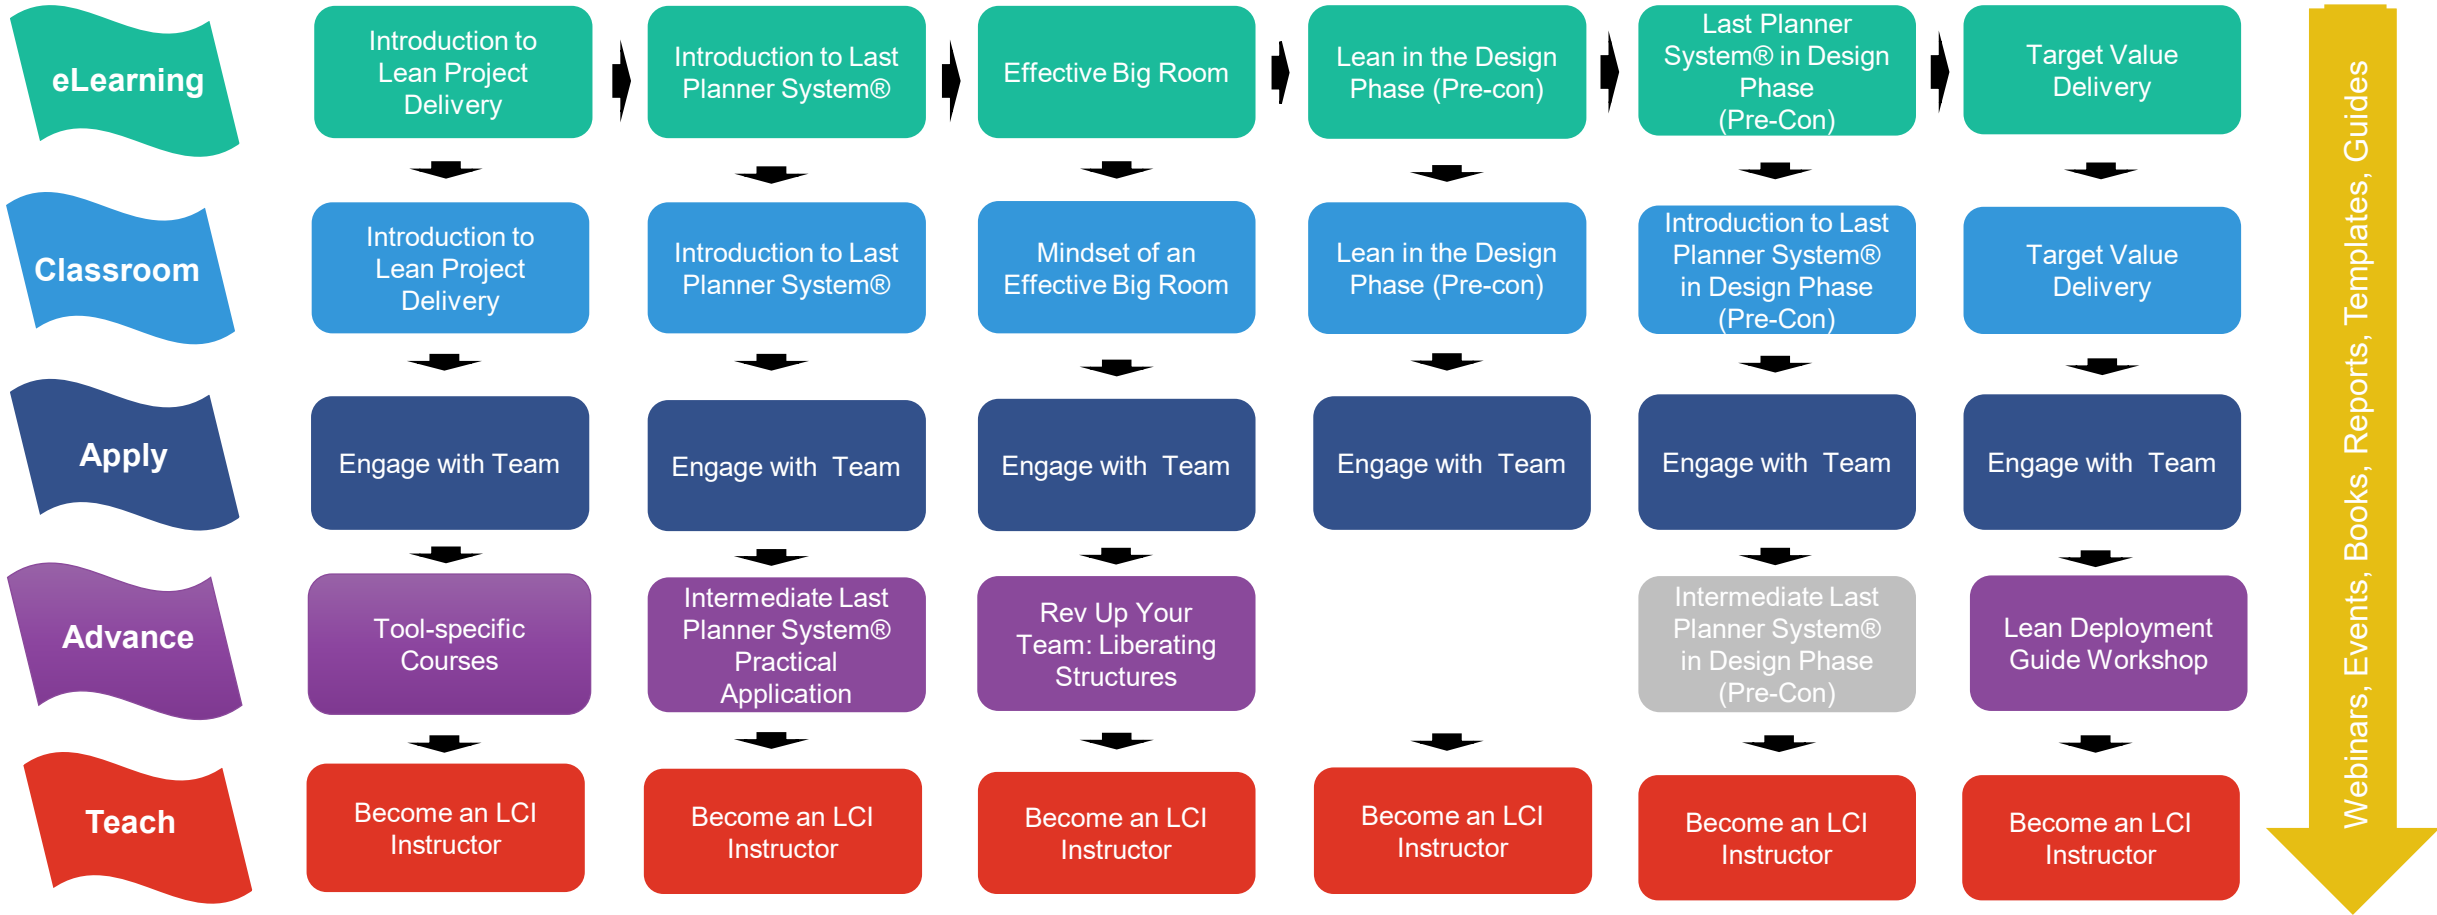 eLearning
Introduction to
Lean Project
Delivery
Introduction to Last
Planner System®
Effective Big Room
Lean in the Design
Phase (Pre-con)
Last Planner
System® in Design
Phase
(Pre-Con)
Target Value
Delivery
Classroom
Introduction to
Lean Project
Delivery
Introduction to Last
Planner System®
Mindset of an
Effective Big Room
Lean in the Design
Phase (Pre-con)
Introduction to Last
Planner System®
in Design Phase
(Pre-Con)
Target Value
Delivery
Apply
Engage with Team
Engage with Team
Engage with Team
Engage with Team
Engage with Team
Engage with Team
Advance
Tool-specific
Courses
Intermediate Last
Planner System®
Practical
Application
Rev Up Your
Team: Liberating
Structures
Intermediate Last
Planner System®
in Design Phase
(Pre-Con)
Lean Deployment
Guide Workshop
Teach
Become an LCI
Instructor
Become an LCI
Instructor
Become an LCI
Instructor
Become an LCI
Instructor
Become an LCI
Instructor
Become an LCI
Instructor
Webinars, Events, Books, Reports, Templates, Guides